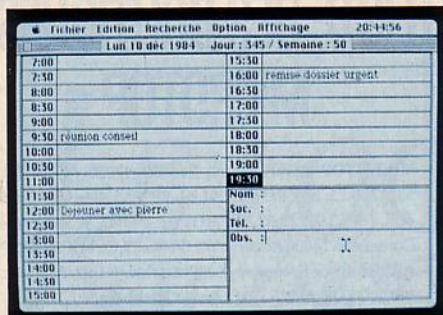 Fichier Edition Recherche Option Affichage 20:44:56
Lun 10 déc 1984 Jour : 345 / Semaine : 50
7:00
7:30
8:00
8:30
9:00
9:30 réunion conseil
10:00
10:30
11:00
11:30
12:00 Déjeuner avec pierre
12:30
13:00
13:30
14:00
14:30
15:00
15:30
16:00 remise dossier urgent
16:30
17:00
17:30
18:00
18:30
19:00
19:30
Nom :
Soc. :
Tél. :
Obs. :